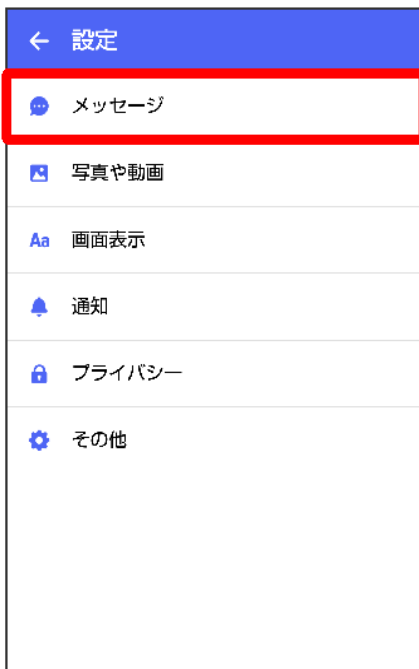 設定
メッセージ
写真や動画
Aa 画面表示
通知
プライバシー
その他